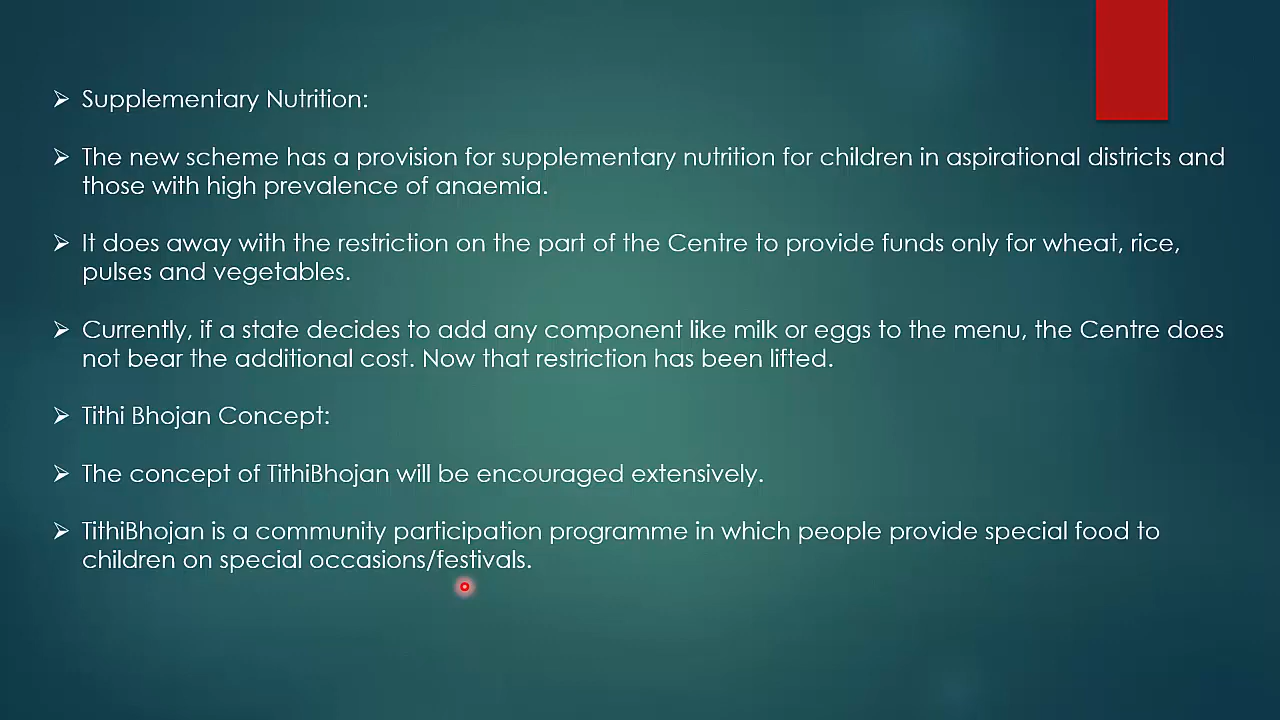 Supplementary Nutrition:
The new scheme has a provision for supplementary nutrition for children in aspirational districts and
those with high prevalence of anaemia.
It does away with the restriction on the part of the Centre to provide funds only for wheat, rice,
pulses and vegetables.
Currently, if a state decides to add any component like milk or eggs to the menu, the Centre does
not bear the additional cost. Now that restriction has been lifted.
Tithi Bhojan Concept:
The concept of TithiBhojan will be encouraged extensively.
TithiBhojan is a community participation programme in which people provide special food to
children on special occasions/festivals.